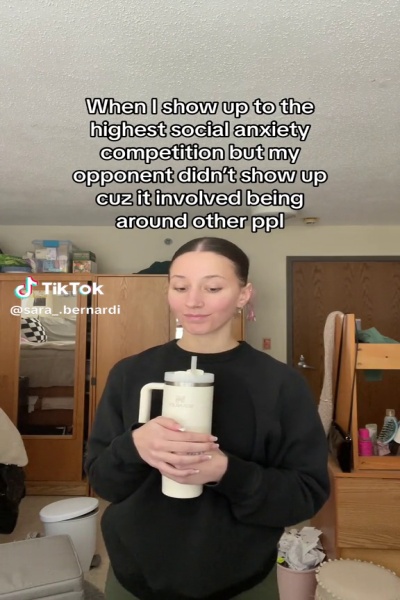 When I show up to the
highest social anxiety
competition but my
opponent didn't show up
cuz it involved being
around other ppl
TikTok
@sara_.bernardi